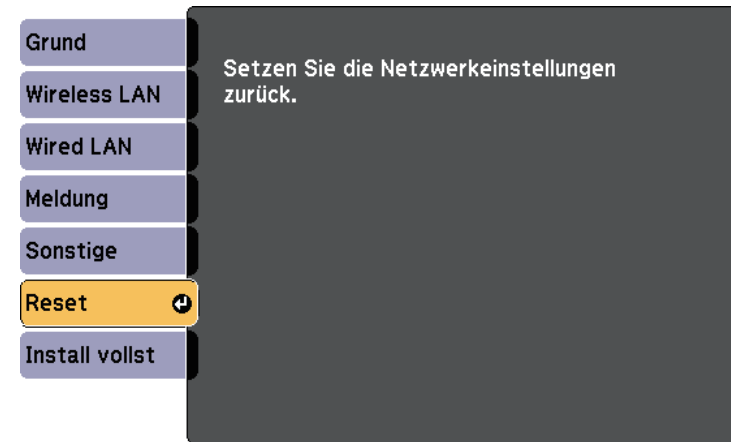 Grund
Wireless LAN
Wired LAN
Meldung
Sonstige
Reset
Install vollst
Setzen Sie die Netzwerkeinstellungen
zurück.